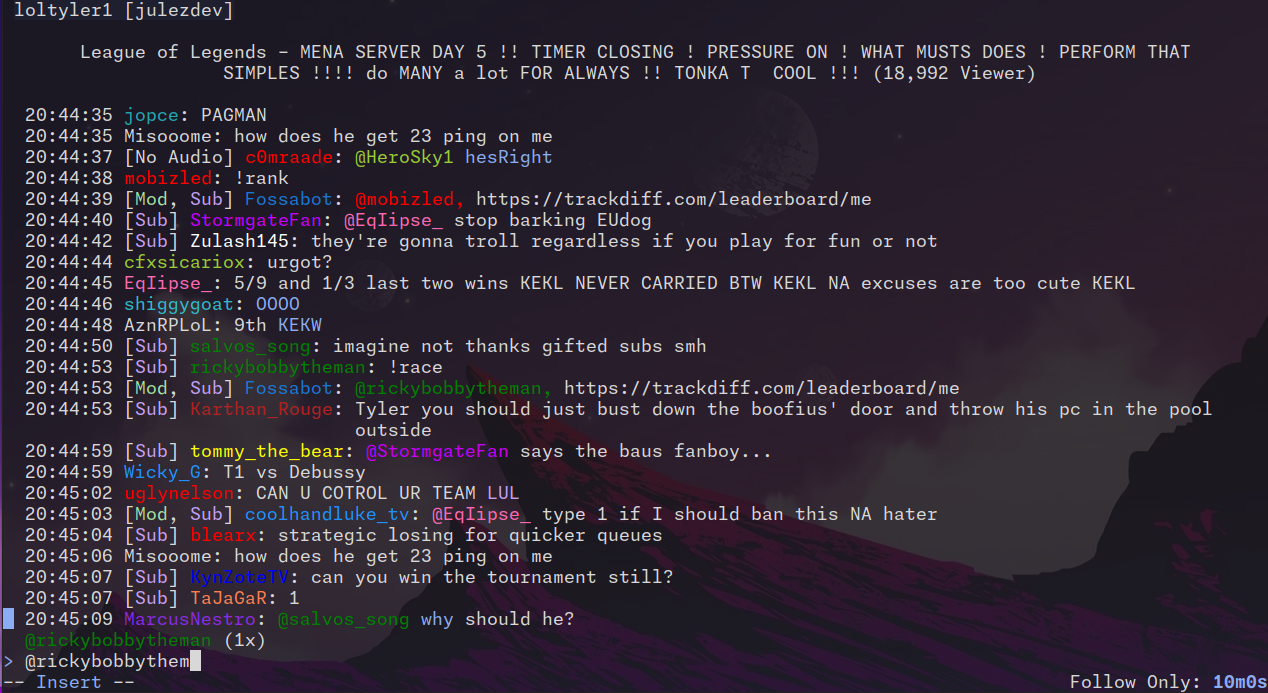 loltyler1 [julezdev]
League of Legends - MENA SERVER DAY 5 !! TIMER CLOSING ! PRESSURE ON ! WHAT MUSTS DOES ! PERFORM THAT
SIMPLES !!!! do MANY a lot FOR ALWAYS !! TONKA T  COOL !!! (18,992 Viewer)
20:44:35 jopce: PAGMAN
20:44:35 Misooome: how does he get 23 ping on me
20:44:37 [No Audio] c0mraade: @HeroSky1 hesRight
20:44:38 mobizled: !rank
20:44:39 [Mod, Sub] Fossabot: @mobizled, https://trackdiff.com/leaderboard/me
20:44:40 [Sub] StormgateFan: @EqIipse_ stop barking EUdog
20:44:42 [Sub] Zulash145: they're gonna troll regardless if you play for fun or not
20:44:44 cfxsicariox: urgot?
20:44:45 EqIipse_: 5/9 and 1/3 last two wins KEKL NEVER CARRIED BTW KEKL NA excuses are too cute KEKL
20:44:46 shiggygoat: OOOO
20:44:48 AznRPLoL: 9th KEKW
20:44:50 [Sub] salvos_song: imagine not thanks gifted subs smh
20:44:53 [Sub] rickybobbytheman: !race
20:44:53 [Mod, Sub] Fossabot: @rickybobbytheman, https://trackdiff.com/leaderboard/me
20:44:53 [Sub] Karthan_Rouge: Tyler you should just bust down the boofius' door and throw his pc in the pool
outside
20:44:59 [Sub] tommy_the_bear: @StormgateFan says the baus fanboy...
20:44:59 Wicky_G: T1 vs Debussy
20:45:02 uglynelson: CAN U COTROL UR TEAM LUL
20:45:03 [Mod, Sub] coolhandluke_tv: @EqIipse_ type 1 if I should ban this NA hater
20:45:04 [Sub] blearx: strategic losing for quicker queues
20:45:06 Misooome: how does he get 23 ping on me
20:45:07 [Sub] KynZoteTV: can you win the tournament still?
20:45:07 [Sub] TaJaGaR: 1
20:45:09 MarcusNestro: @salvos_song why should he?
@rickybobbytheman (1x)
> @rickybobbythem
-- Insert --
Follow Only: 10m0s